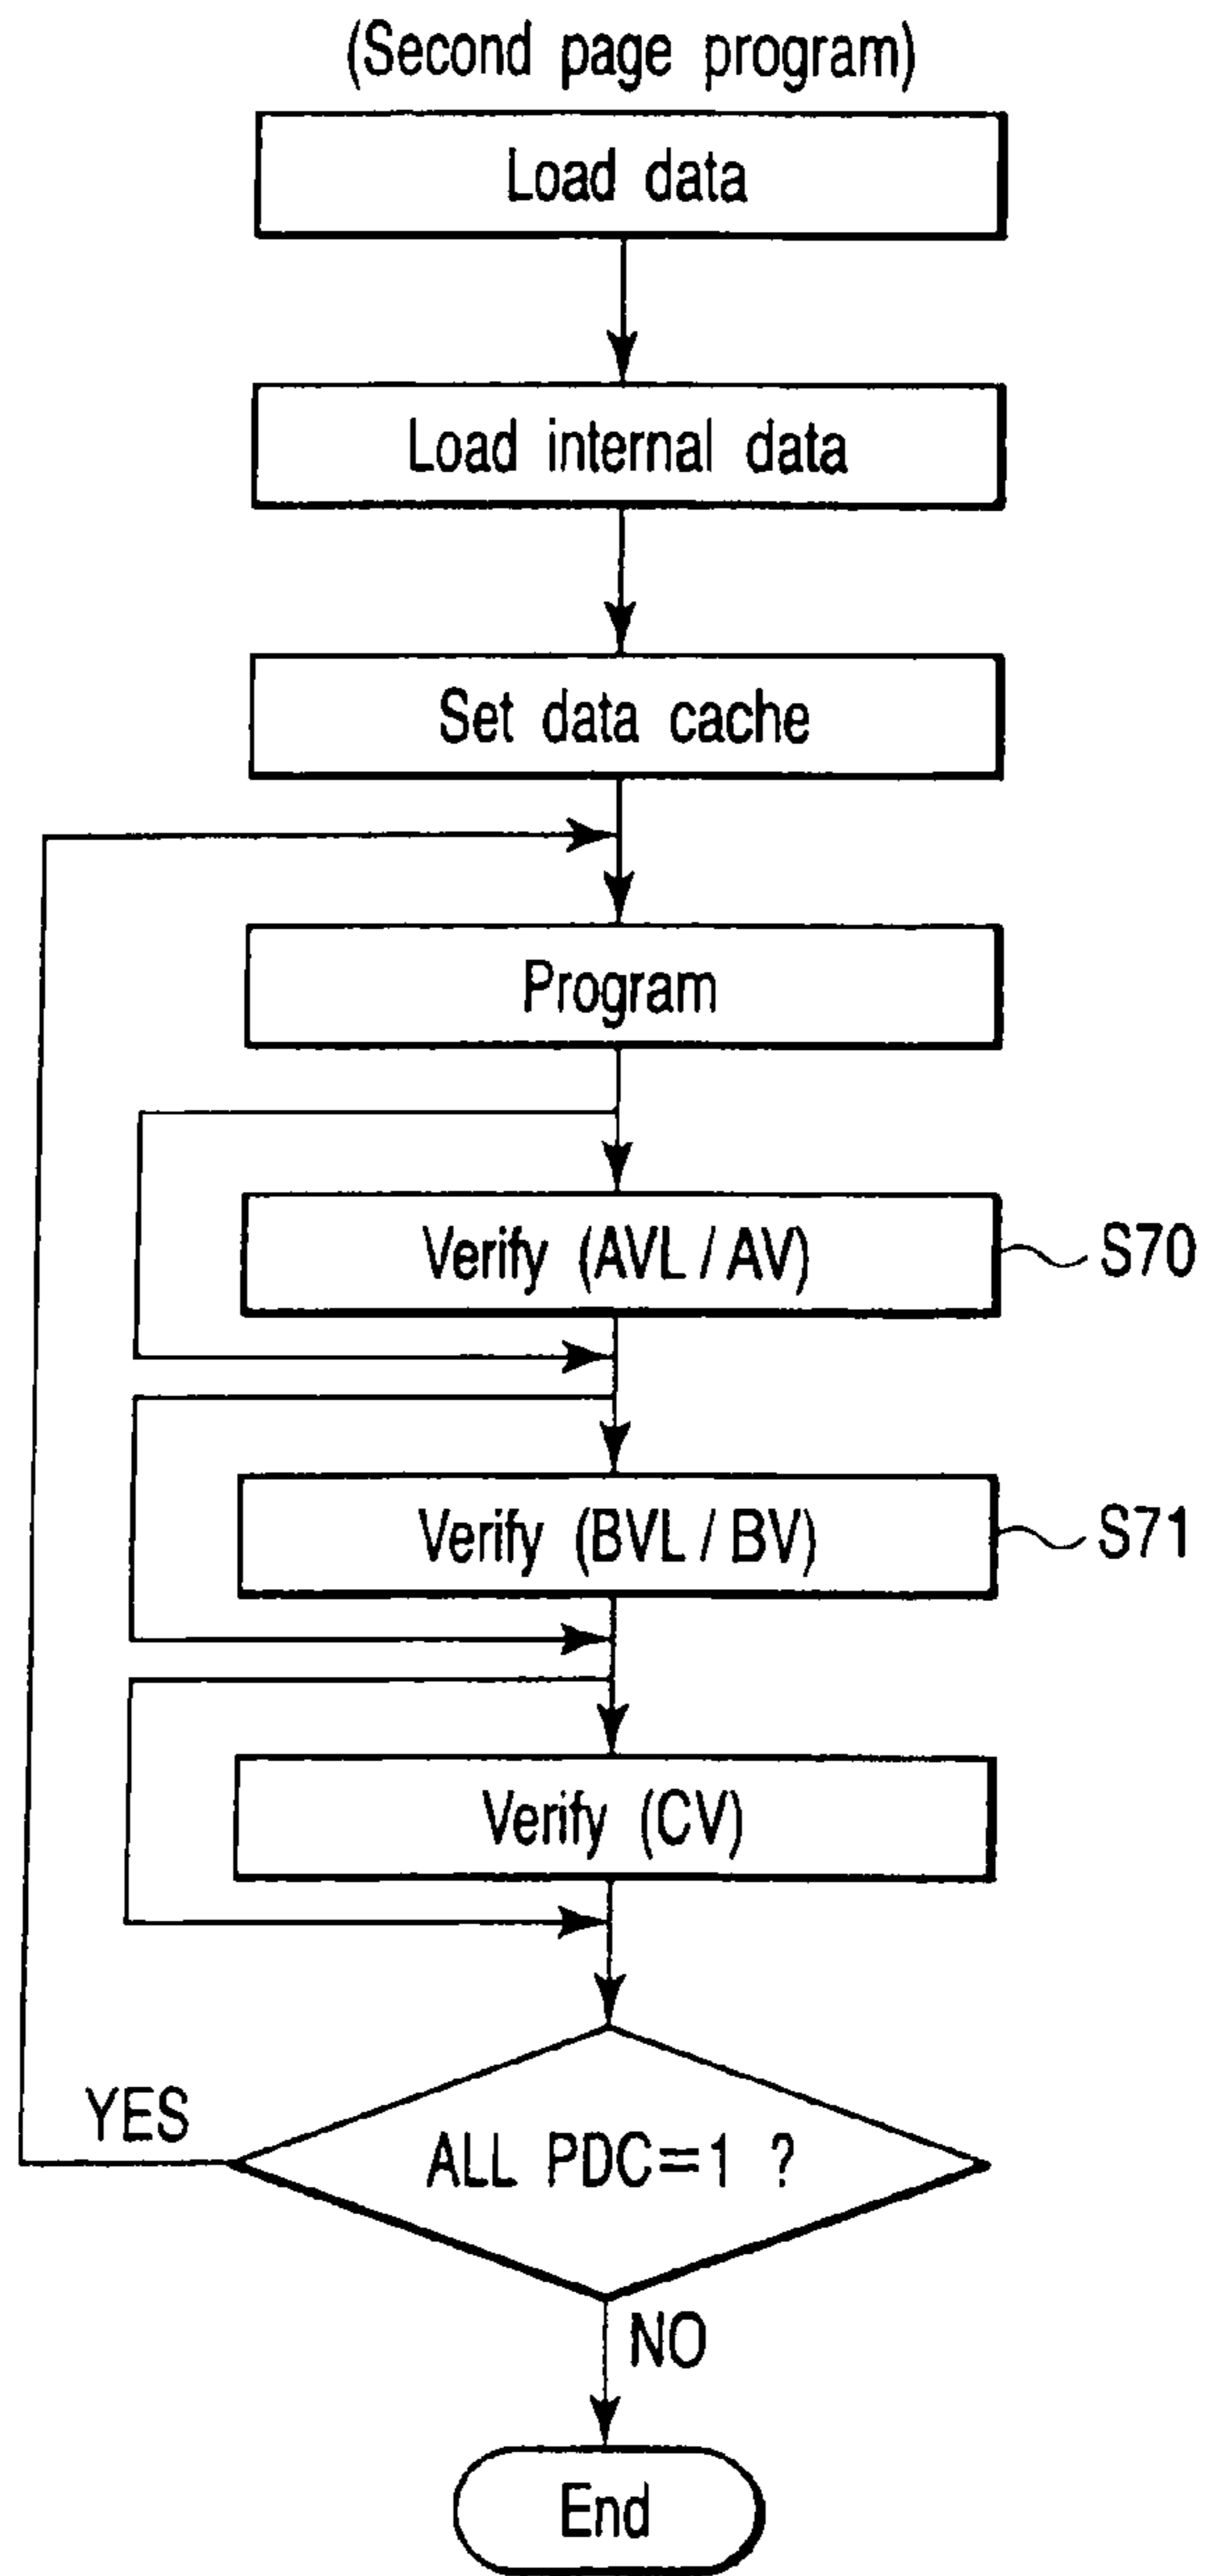 (Second page program)
Load data
Load internal data
Set data cache
Program
Verify (AVL / AV)
S70
Verify (BVL / BV)
S71
Verify (CV)
YES
ALL PDC=1 ?
NO
End